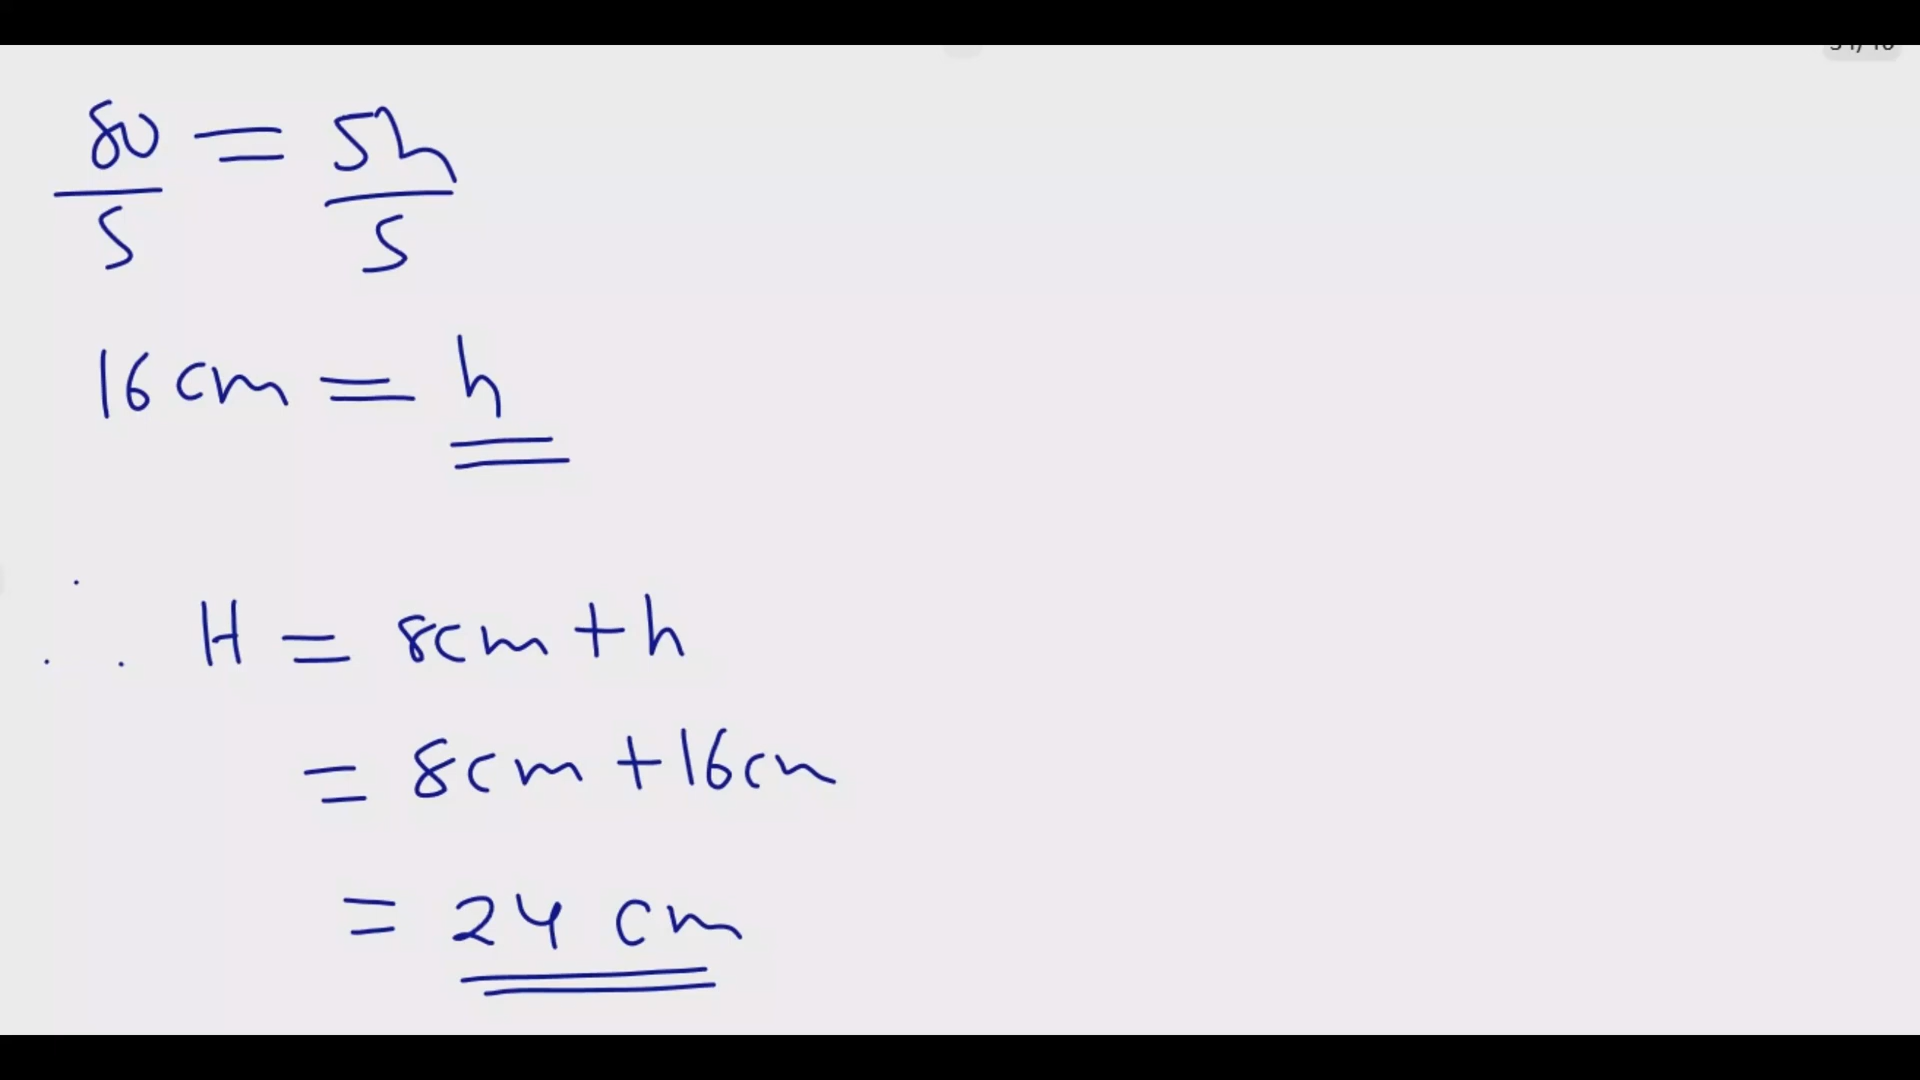 80/5 = 5h/5
16 cm = h
∴ H = 8cm + h
= 8cm + 16cm
= 24 cm